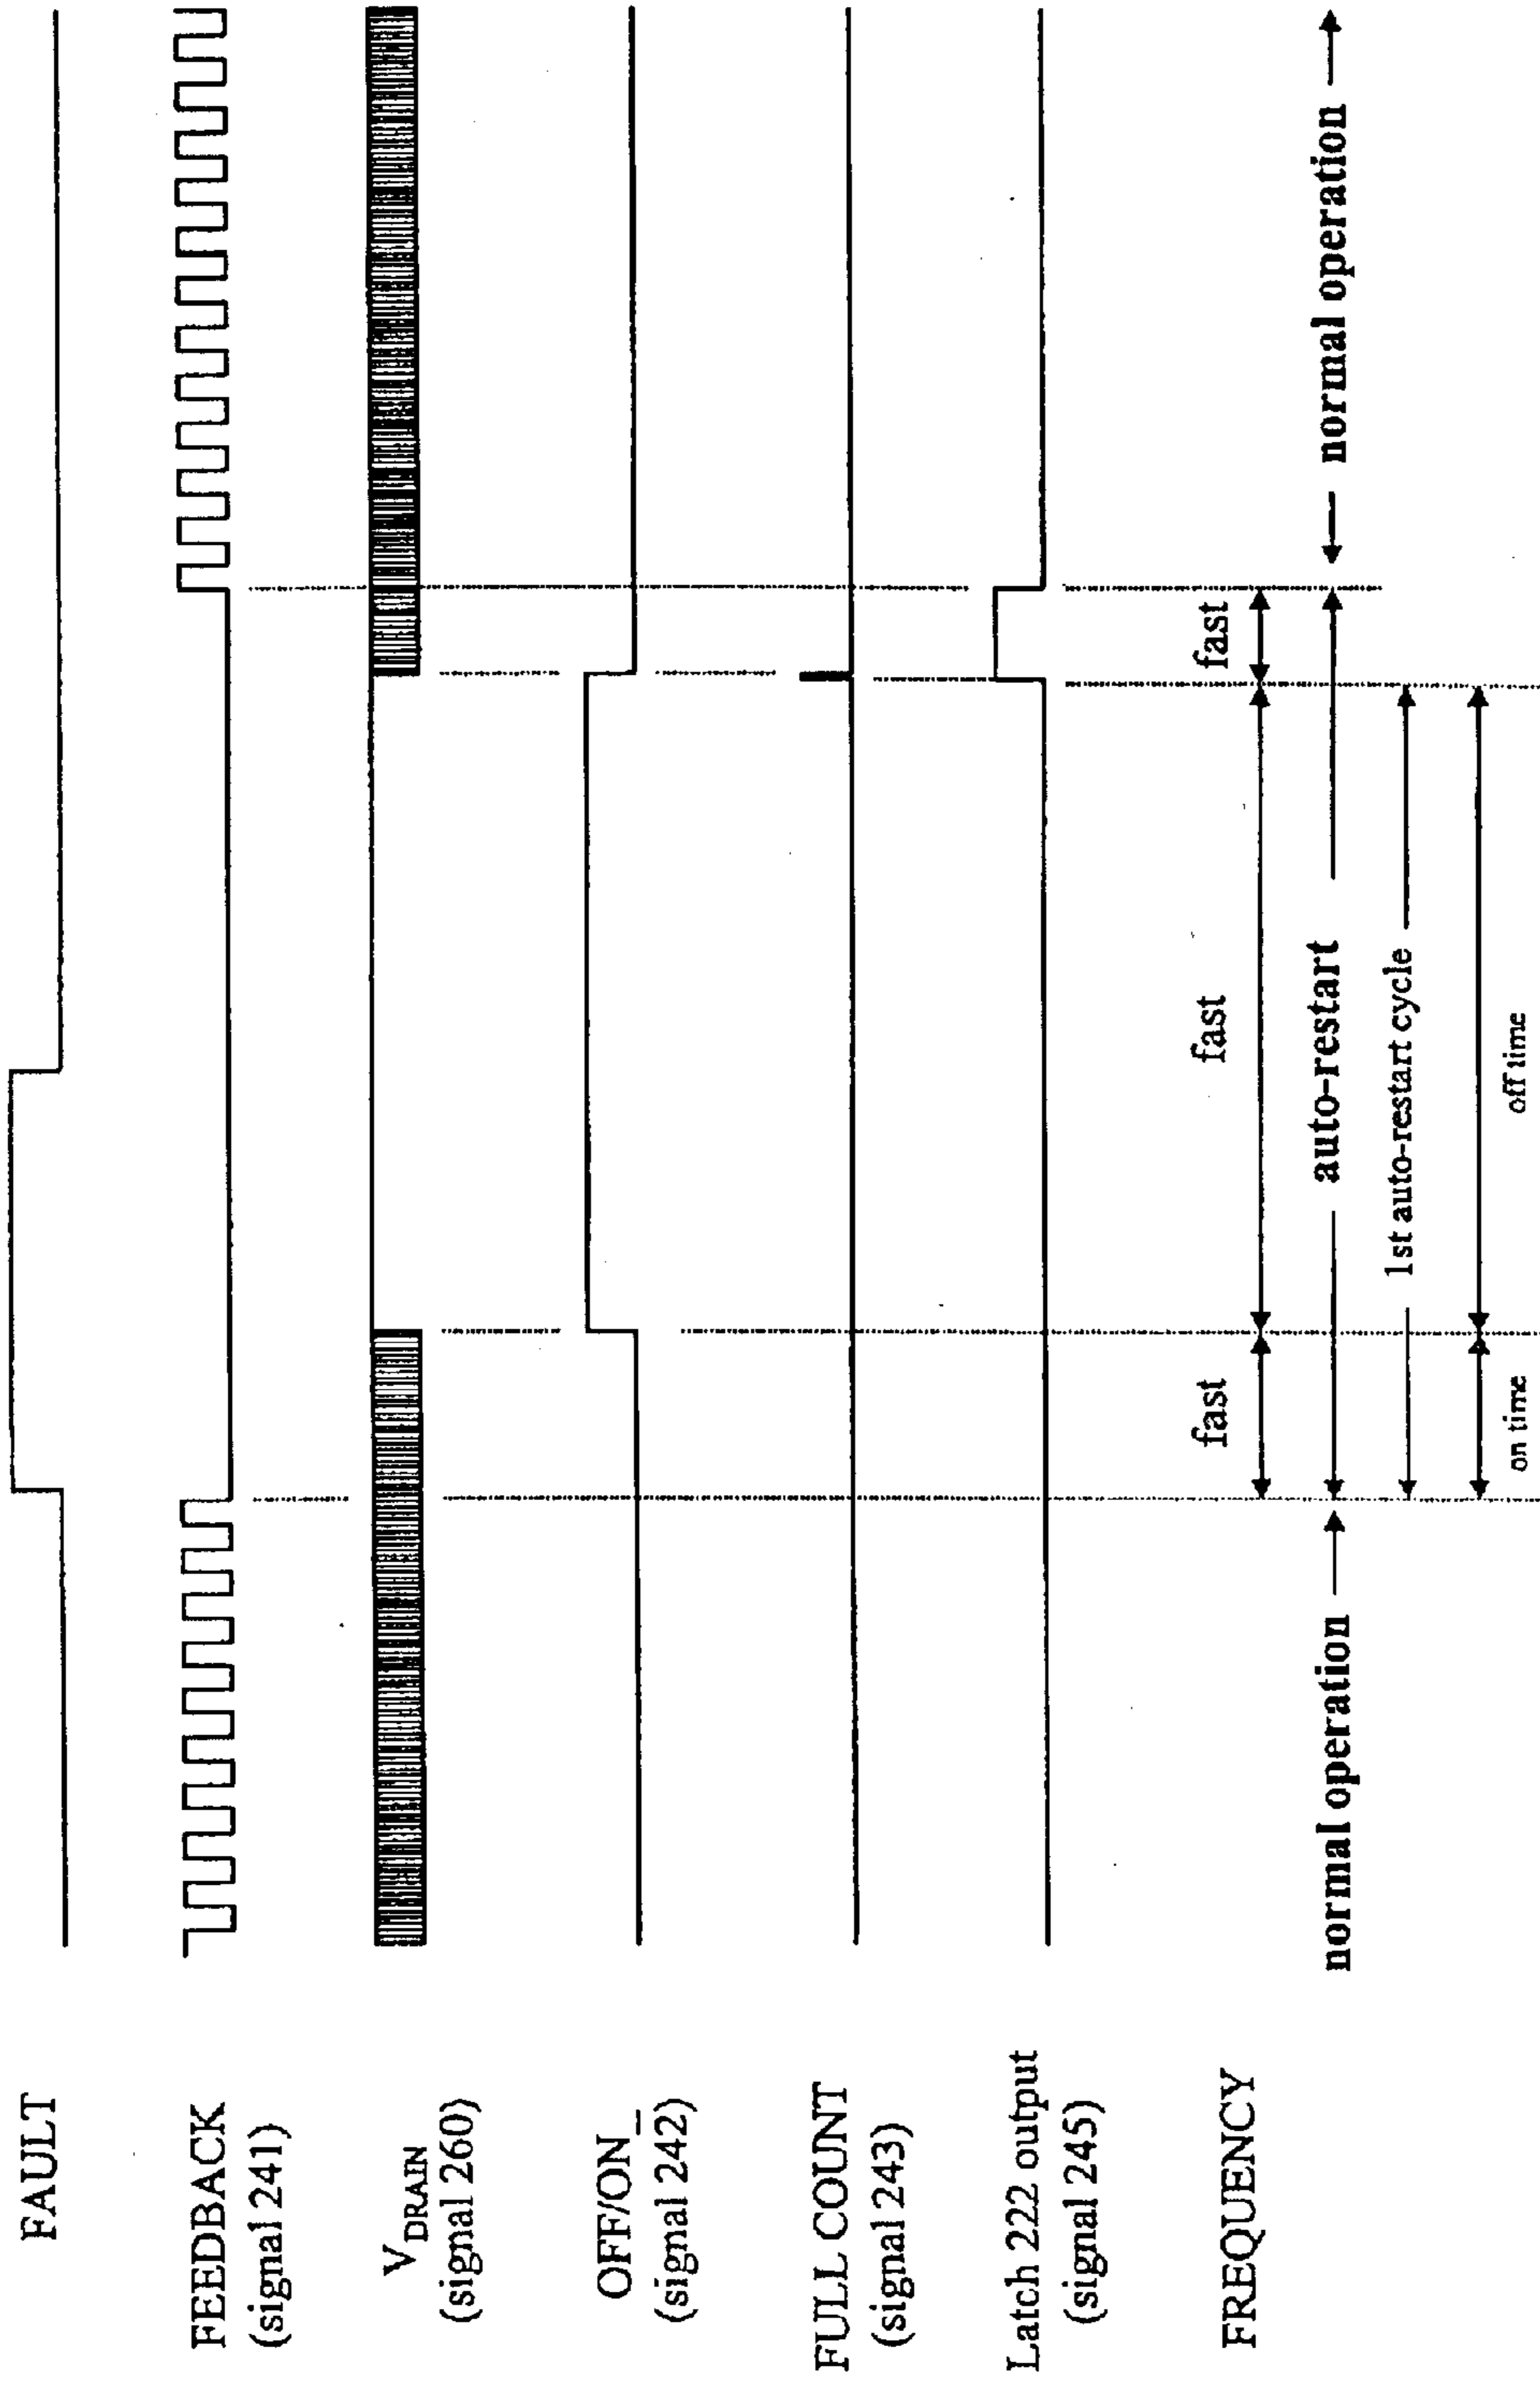 FAULT
FEEDBACK
(signal 241)
VDRAIN
(signal 260)
OFF/ON_
(signal 242)
FULL COUNT
(signal 243)
Latch 222 output
(signal 245)
FREQUENCY
fast
fast
fast
normal operation
auto-restart
normal operation
1st auto-restart cycle
on time
off time